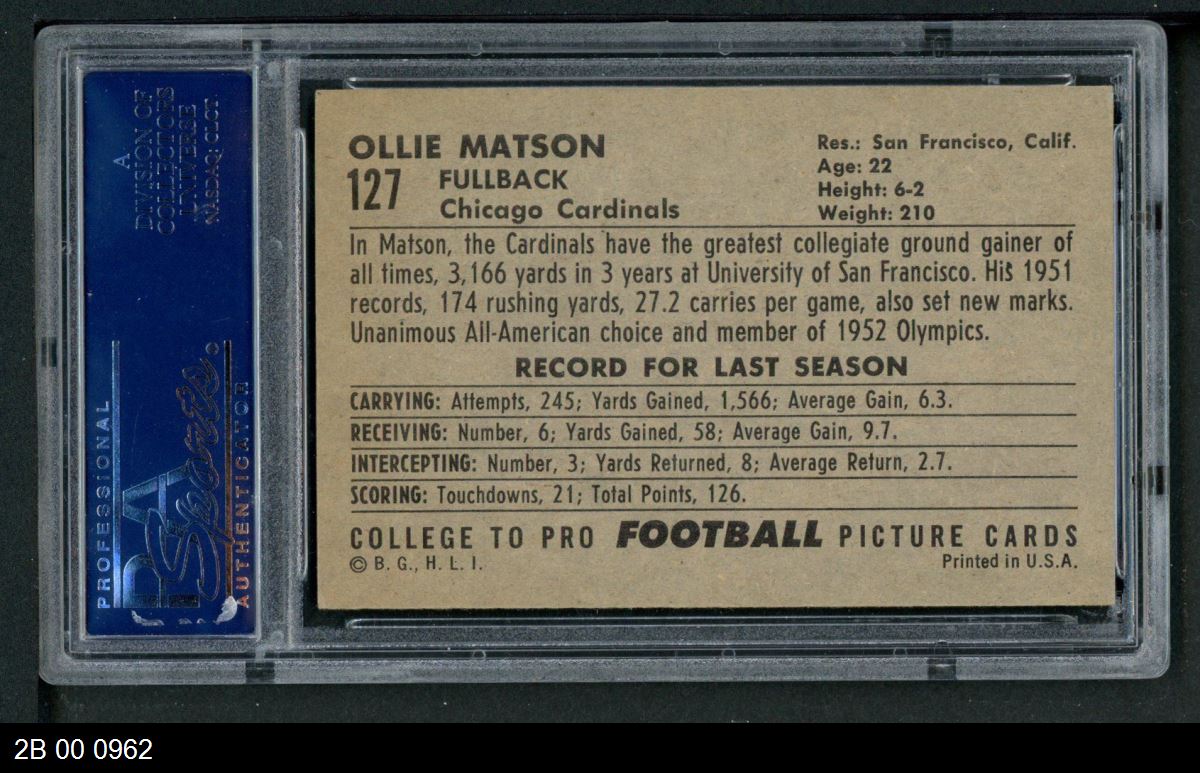 A
DIVISION OF
COLLECTORS
UNIVERSE
NASDAQ: CLCT.
PROFESSIONAL
PSA
Sports
AUTHENTICATOR
OLLIE MATSON
127
FULLBACK
Chicago Cardinals
Res.: San Francisco, Calif.
Age: 22
Height: 6-2
Weight: 210
In Matson, the Cardinals have the greatest collegiate ground gainer of
all times, 3,166 yards in 3 years at University of San Francisco. His 1951
records, 174 rushing yards, 27.2 carries per game, also set new marks.
Unanimous All-American choice and member of 1952 Olympics.
RECORD FOR LAST SEASON
CARRYING: Attempts, 245; Yards Gained, 1,566; Average Gain, 6.3.
RECEIVING: Number, 6; Yards Gained, 58; Average Gain, 9.7.
INTERCEPTING: Number, 3; Yards Returned, 8; Average Return, 2.7.
SCORING: Touchdowns, 21; Total Points, 126.
COLLEGE TO PRO FOOTBALL PICTURE CARDS
© B. G., H. L. I.
Printed in U.S.A.
2B 00 0962